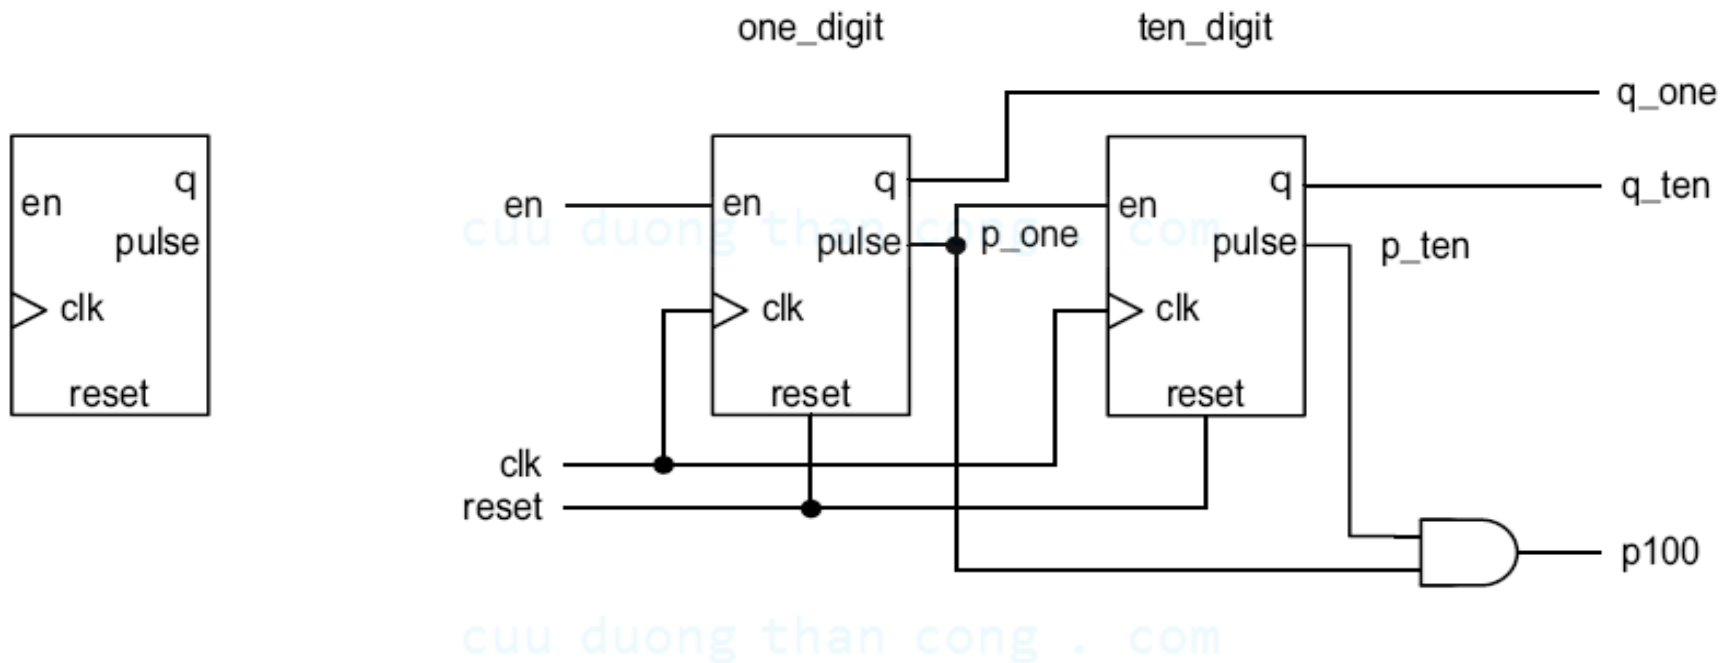 one_digit
ten_digit
q_one
q
en
pulse
clk
reset
en
en
q
pulse
clk
reset
p_one
en
q
pulse
clk
reset
q_ten
p_ten
clk
reset
p100
cuu duong than cong . com
cuu duong than cong . com